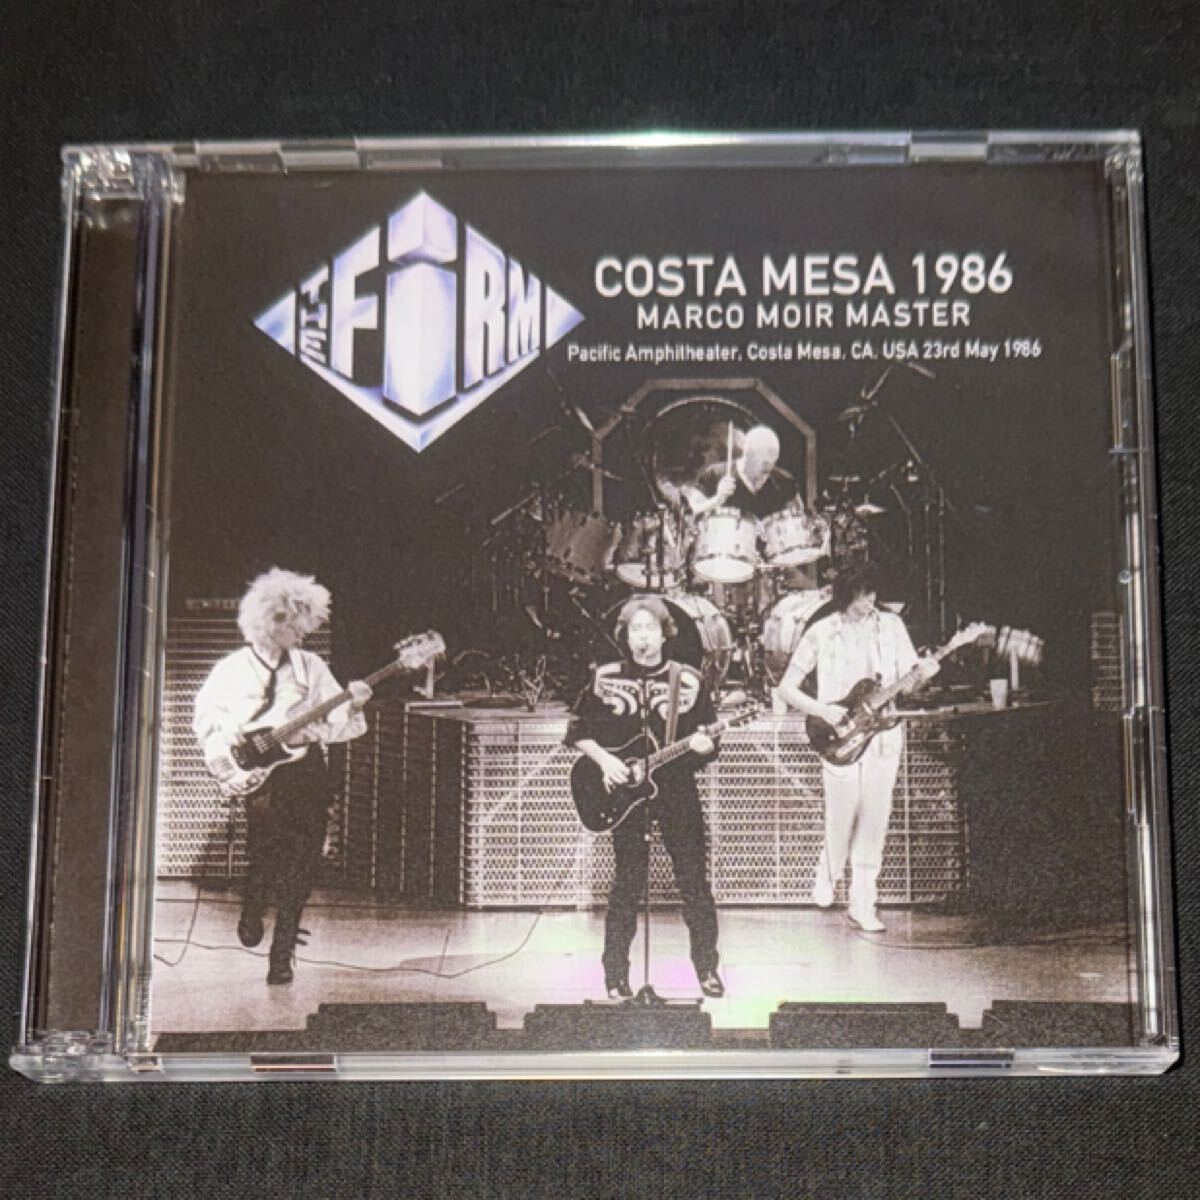 THE FiRM
COSTA MESA 1986
MARCO MOIR MASTER
Pacific Amphitheater, Costa Mesa, CA, USA 23rd May 1986